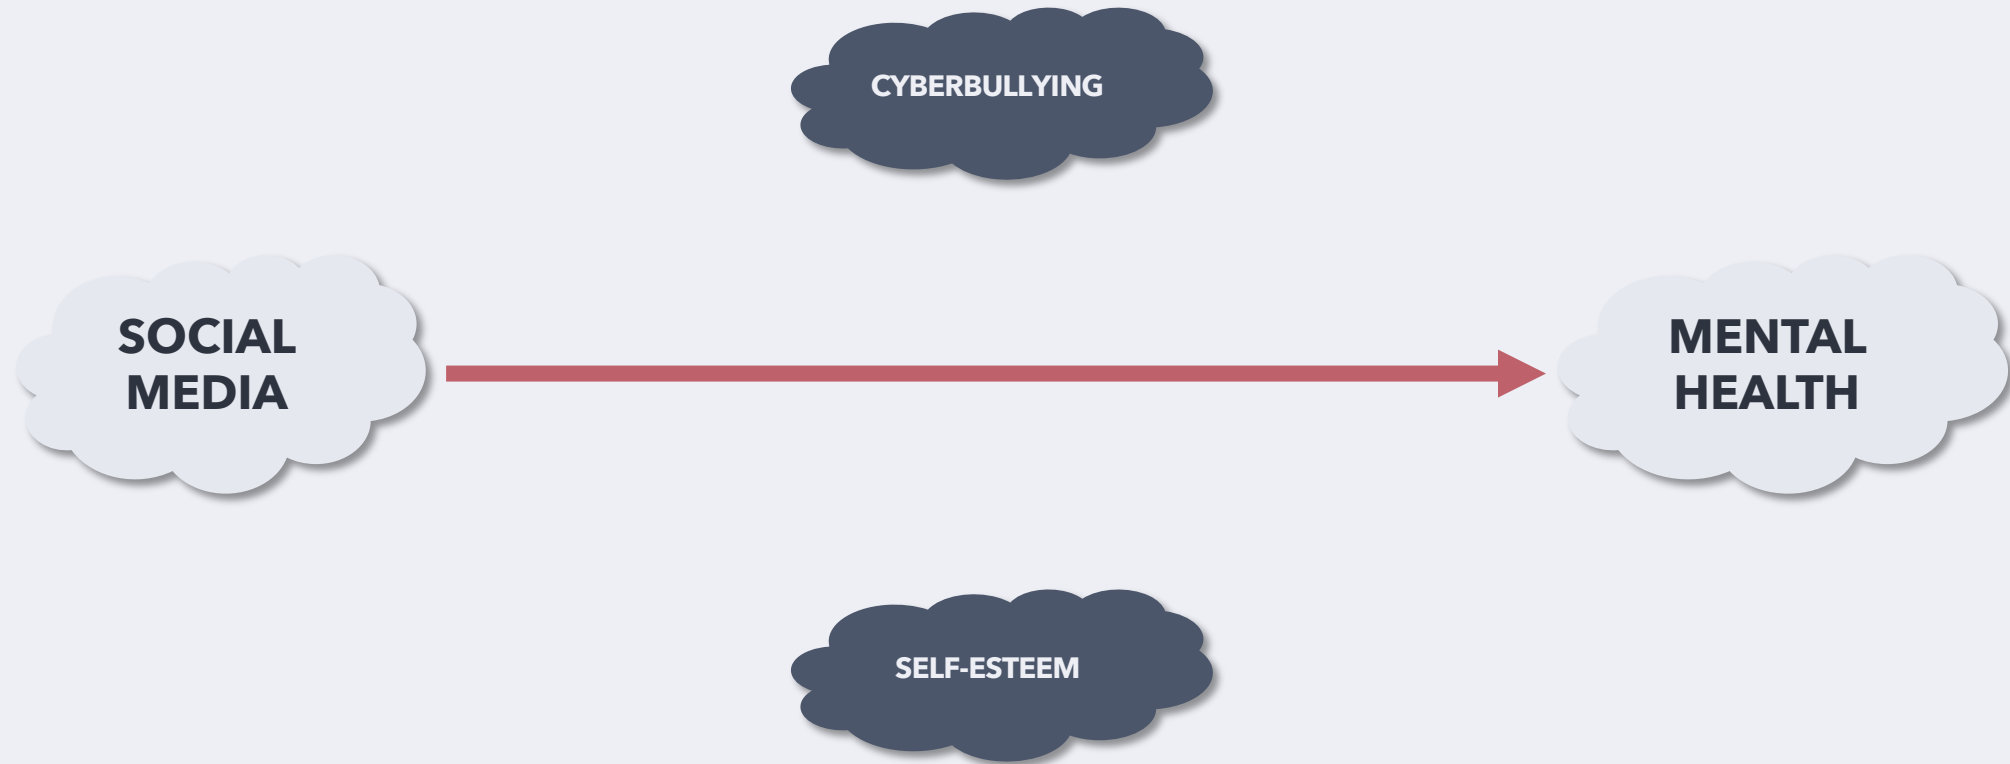 CYBERBULLYING
SOCIAL
MEDIA
MENTAL
HEALTH
SELF-ESTEEM